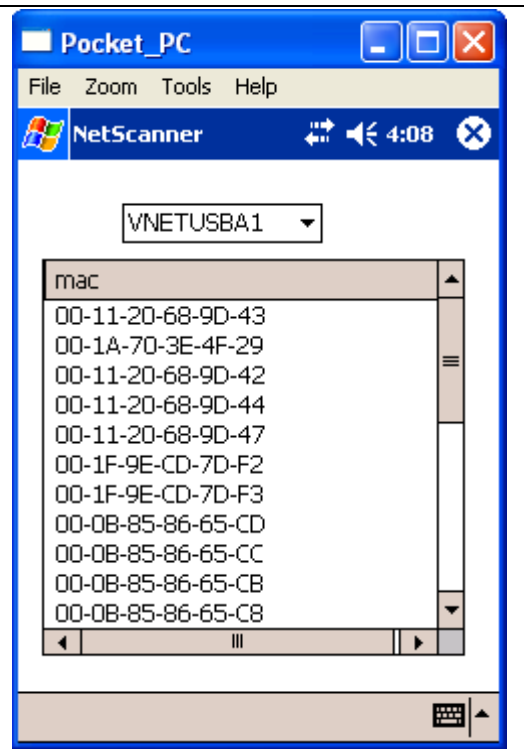 Pocket_PC
File Zoom Tools Help
NetScanner 4:08
VNETUSBA1
mac
00-11-20-68-9D-43
00-1A-70-3E-4F-29
00-11-20-68-9D-42
00-11-20-68-9D-44
00-11-20-68-9D-47
00-1F-9E-CD-7D-F2
00-1F-9E-CD-7D-F3
00-0B-85-86-65-CD
00-0B-85-86-65-CC
00-0B-85-86-65-CB
00-0B-85-86-65-C8